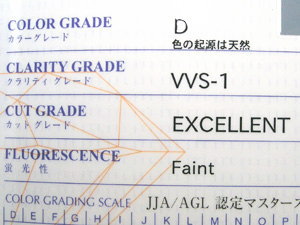 COLOR GRADE D
カラーグレード 色の起源は天然
CLARITY GRADE VVS-1
クラリティ グレード
CUT GRADE EXCELLENT
カット グレード
FLUORESCENCE Faint
蛍 光 性
COLOR GRADING SCALE JJA/AGL 認定マスタース
D E F G H I J K L M N O P